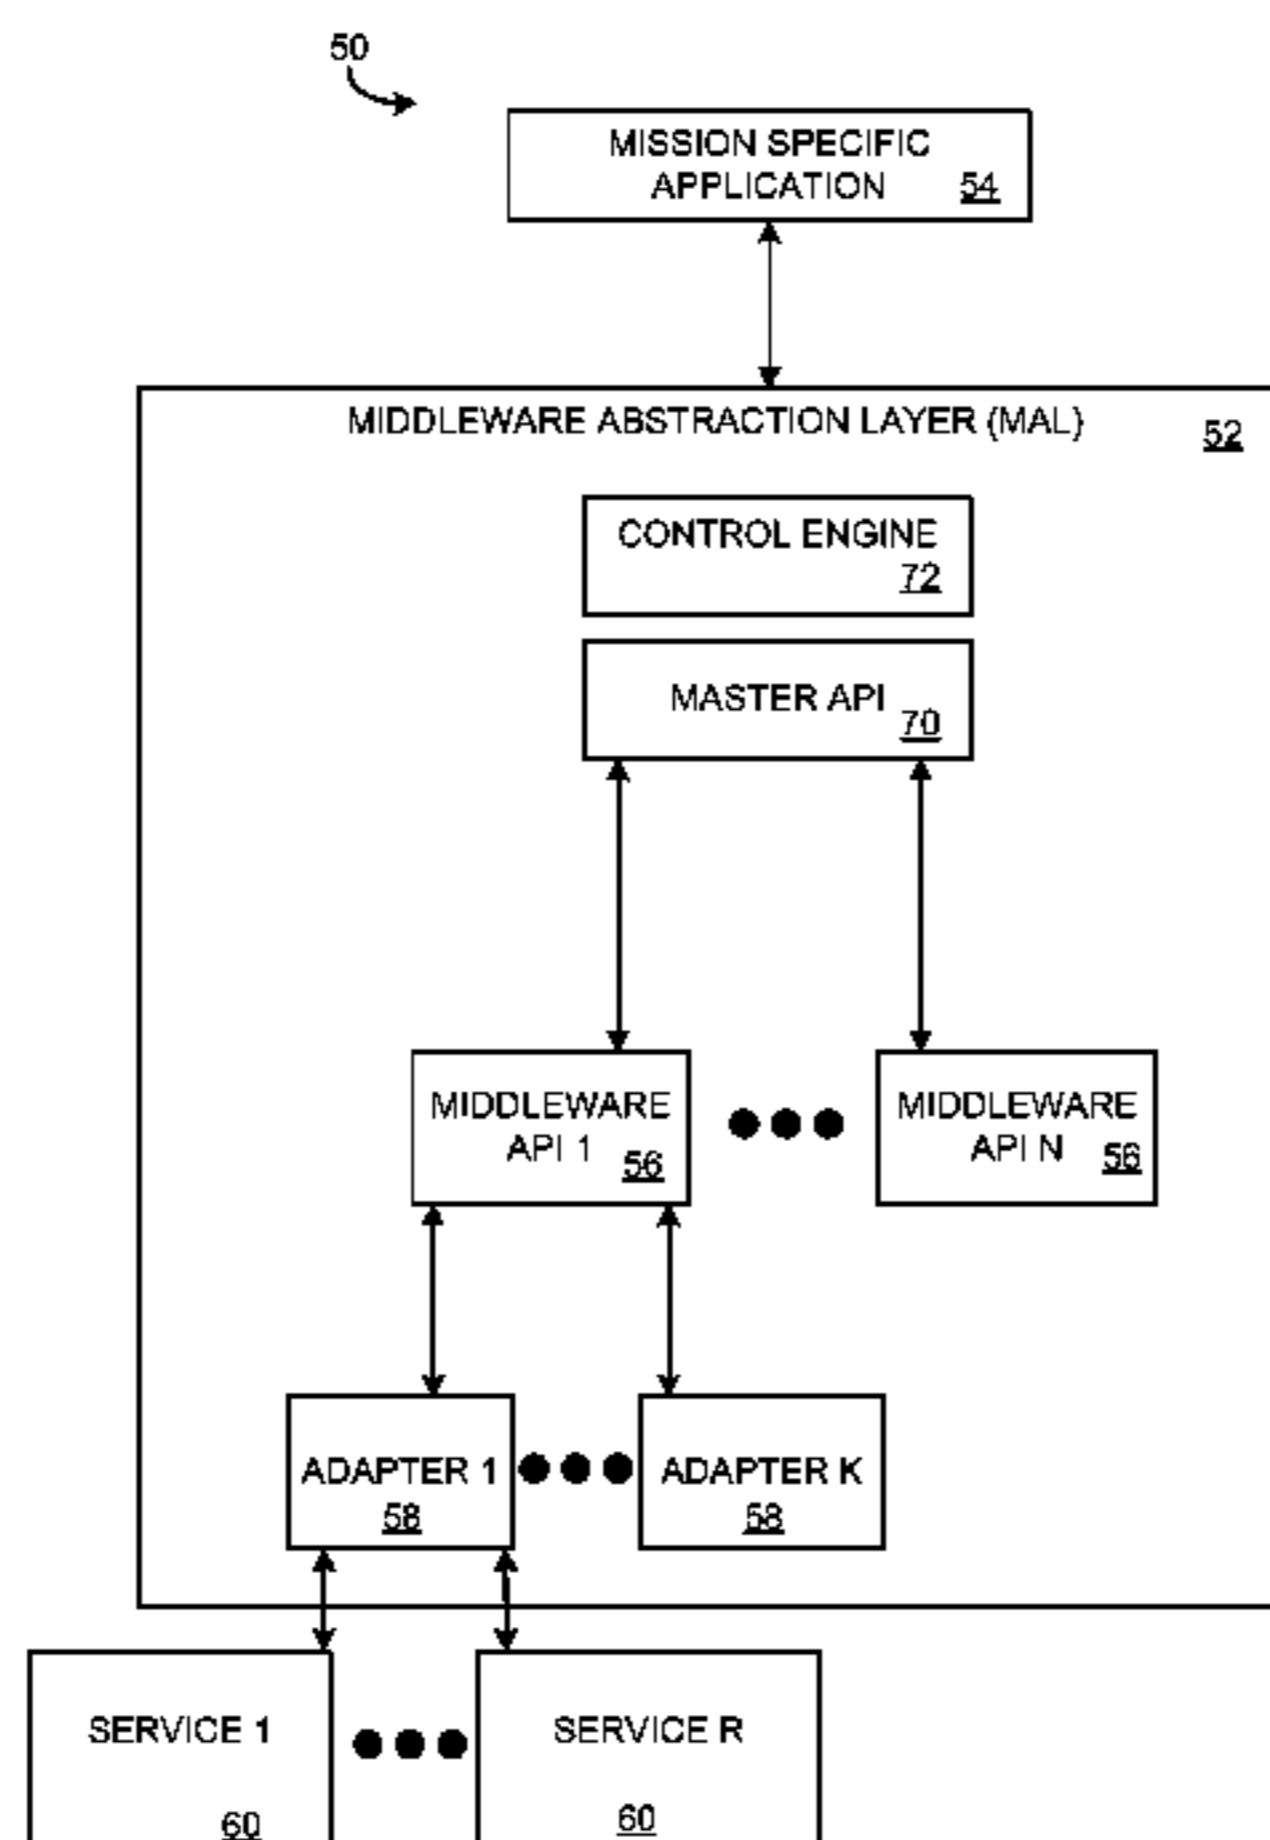 50
MISSION SPECIFIC
APPLICATION 54
MIDDLEWARE ABSTRACTION LAYER (MAL) 52
CONTROL ENGINE
72
MASTER API 70
MIDDLEWARE
API 1 56
MIDDLEWARE
API N 56
ADAPTER 1
58
ADAPTER K
58
SERVICE 1
60
SERVICE R
60